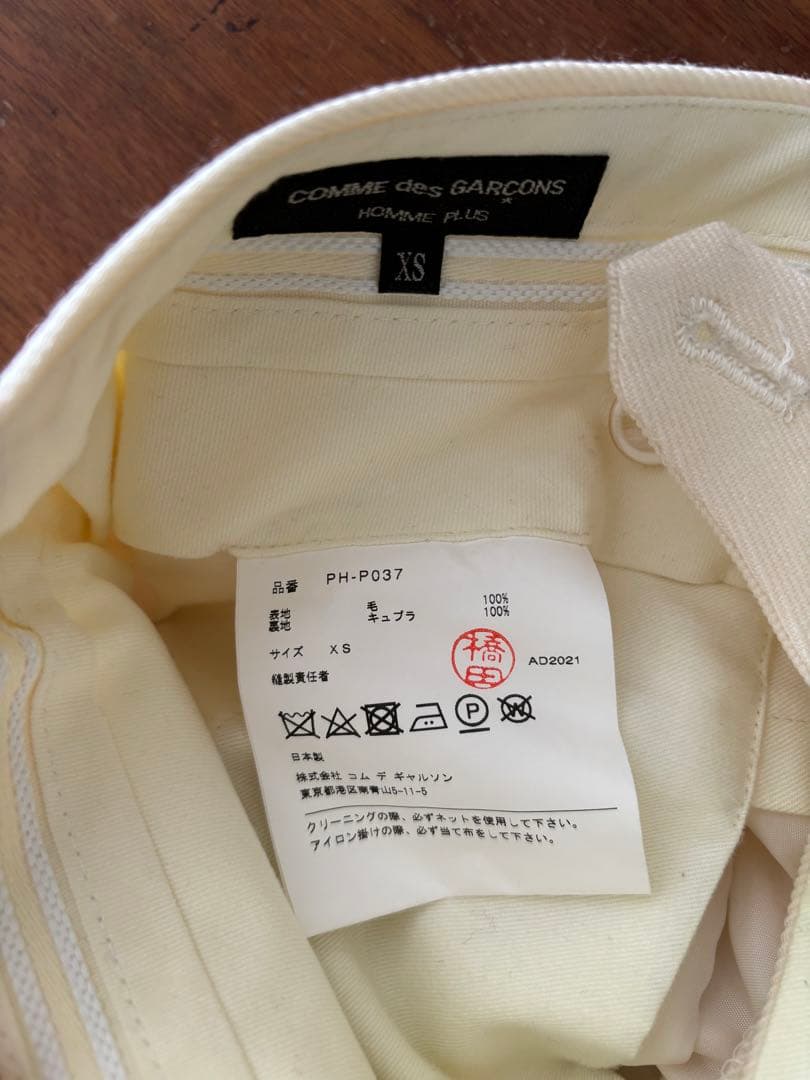 COMME des GARÇONS
HOMME PLUS
XS
品番 PH-P037
表地 毛 100%
裏地 キュプラ 100%
サイズ XS
橋田 AD2021
縫製責任者
P W
日本製
株式会社 コム デ ギャルソン
東京都港区南青山5-11-5
クリーニングの際、必ずネットを使用して下さい。
アイロン掛けの際、必ず当て布をして下さい。